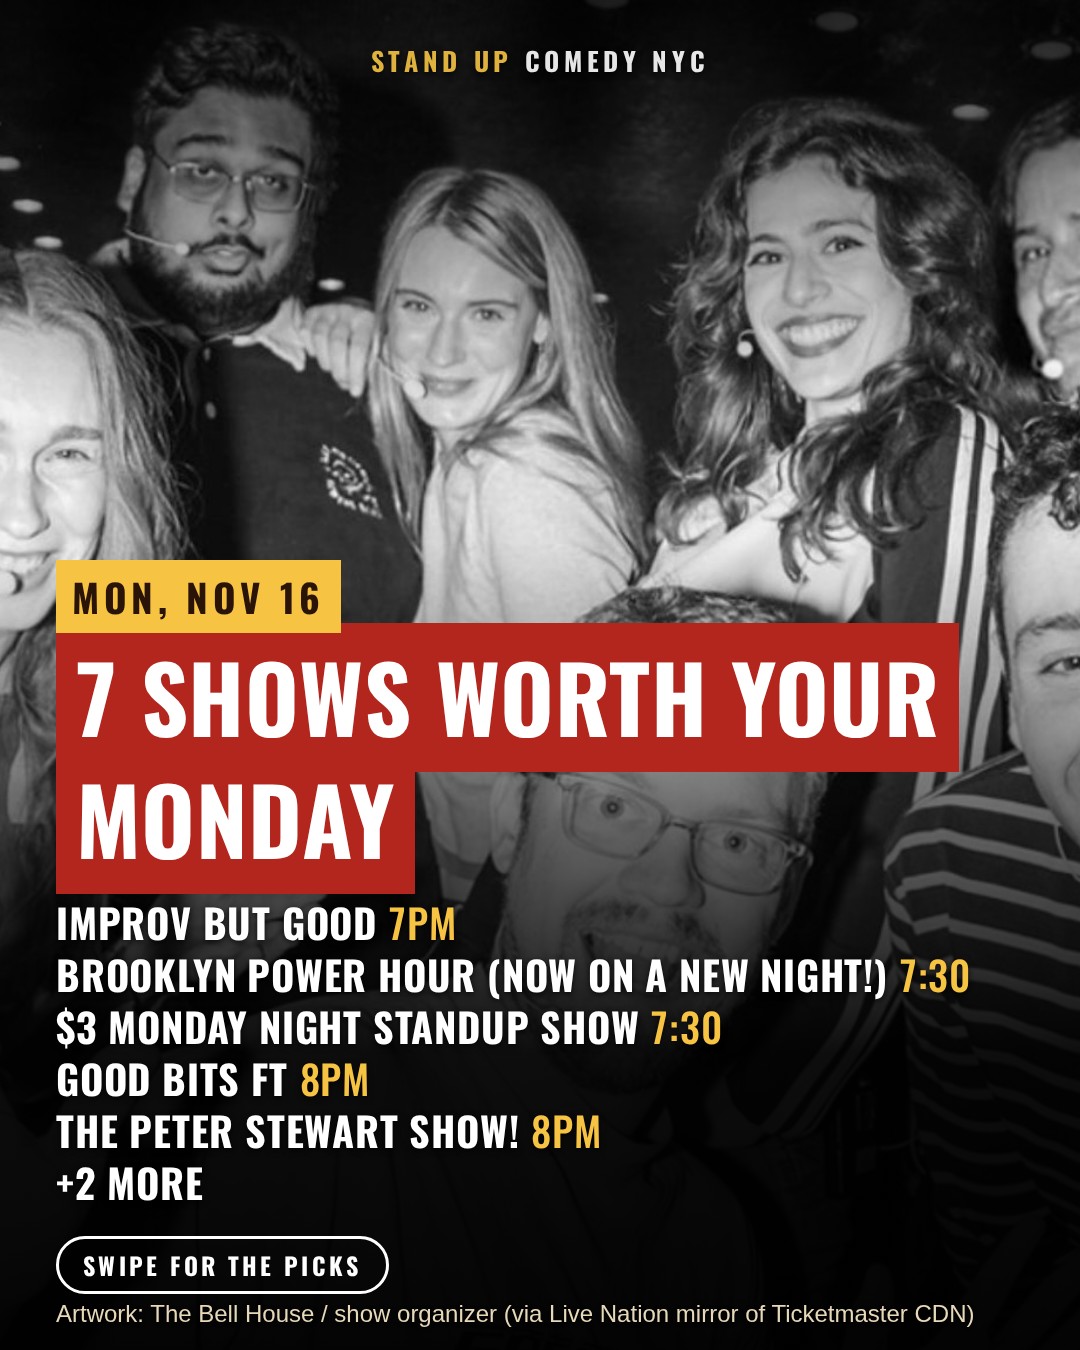 STAND UP COMEDY NYC
MON, NOV 16
7 SHOWS WORTH YOUR
MONDAY
IMPROV BUT GOOD 7PM
BROOKLYN POWER HOUR (NOW ON A NEW NIGHT!) 7:30
$3 MONDAY NIGHT STANDUP SHOW 7:30
GOOD BITS FT 8PM
THE PETER STEWART SHOW! 8PM
+2 MORE
SWIPE FOR THE PICKS
Artwork: The Bell House / show organizer (via Live Nation mirror of Ticketmaster CDN)